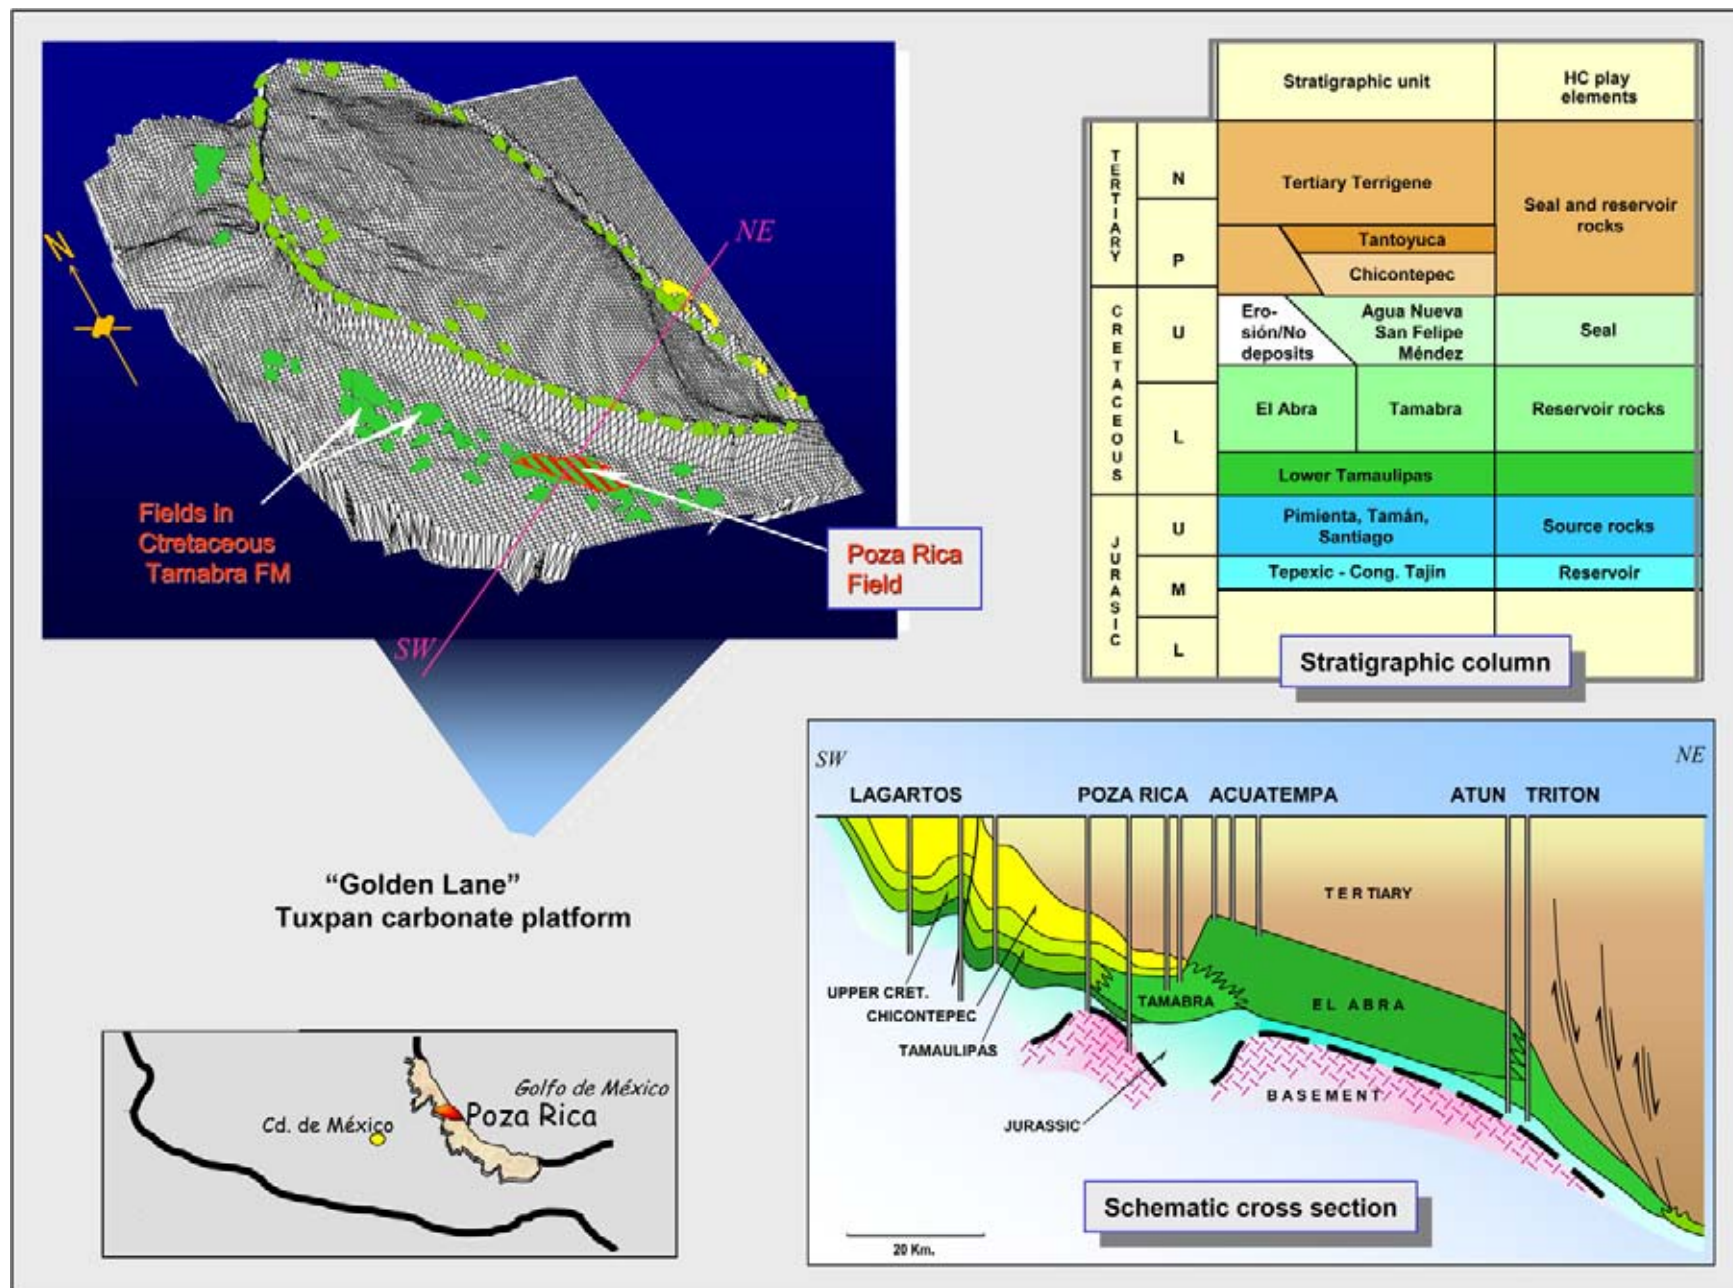 N
NE
SW
Fields in
Ctretaceous
Tamabra FM
Poza Rica
Field
"Golden Lane"
Tuxpan carbonate platform
Golfo de México
Poza Rica
Cd. de México
Stratigraphic unit
HC play
elements
TERTIARY
N
P
Tertiary Terrigene
Tantoyuca
Chicontepec
Seal and reservoir
rocks
CRETACEOUS
U
L
Ero-
sión/No
deposits
Agua Nueva
San Felipe
Méndez
Seal
El Abra
Tamabra
Reservoir rocks
Lower Tamaulipas
JURASIC
U
M
L
Pimienta, Tamán,
Santiago
Source rocks
Tepexic - Cong. Tajin
Reservoir
Stratigraphic column
SW
NE
LAGARTOS
POZA RICA
ACUATEMPA
ATUN
TRITON
TERTIARY
UPPER CRET.
CHICONTEPEC
TAMAULIPAS
TAMABRA
EL ABRA
JURASSIC
BASEMENT
20 Km.
Schematic cross section